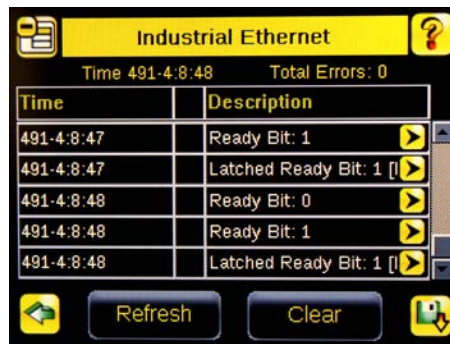 Industrial Ethernet
?
Time 491-4:8:48 Total Errors: 0
Time Description
491-4:8:47 Ready Bit: 1
491-4:8:47 Latched Ready Bit: 1 [
491-4:8:48 Ready Bit: 0
491-4:8:48 Ready Bit: 1
491-4:8:48 Latched Ready Bit: 1 [
Refresh Clear